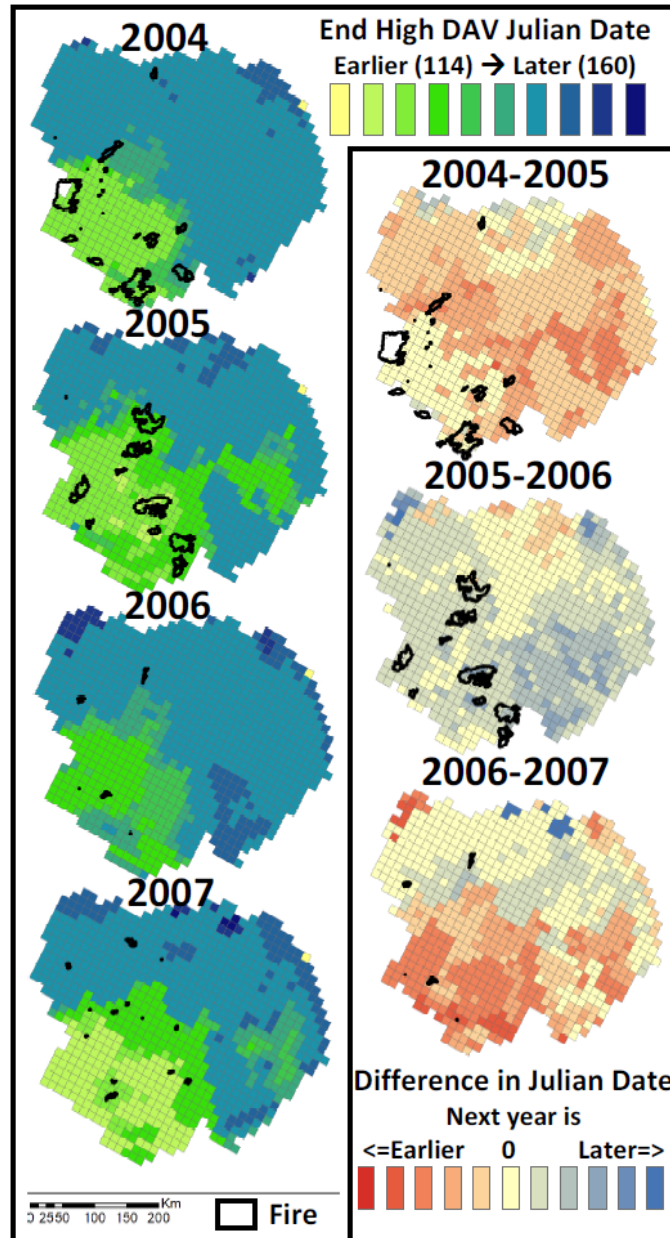 2004
End High DAV Julian Date
Earlier (114) → Later (160)
2005
2006
2007
2004-2005
2005-2006
2006-2007
Difference in Julian Date
Next year is
<=Earlier 0 Later=>
0 2550 100 150 200 Km
Fire